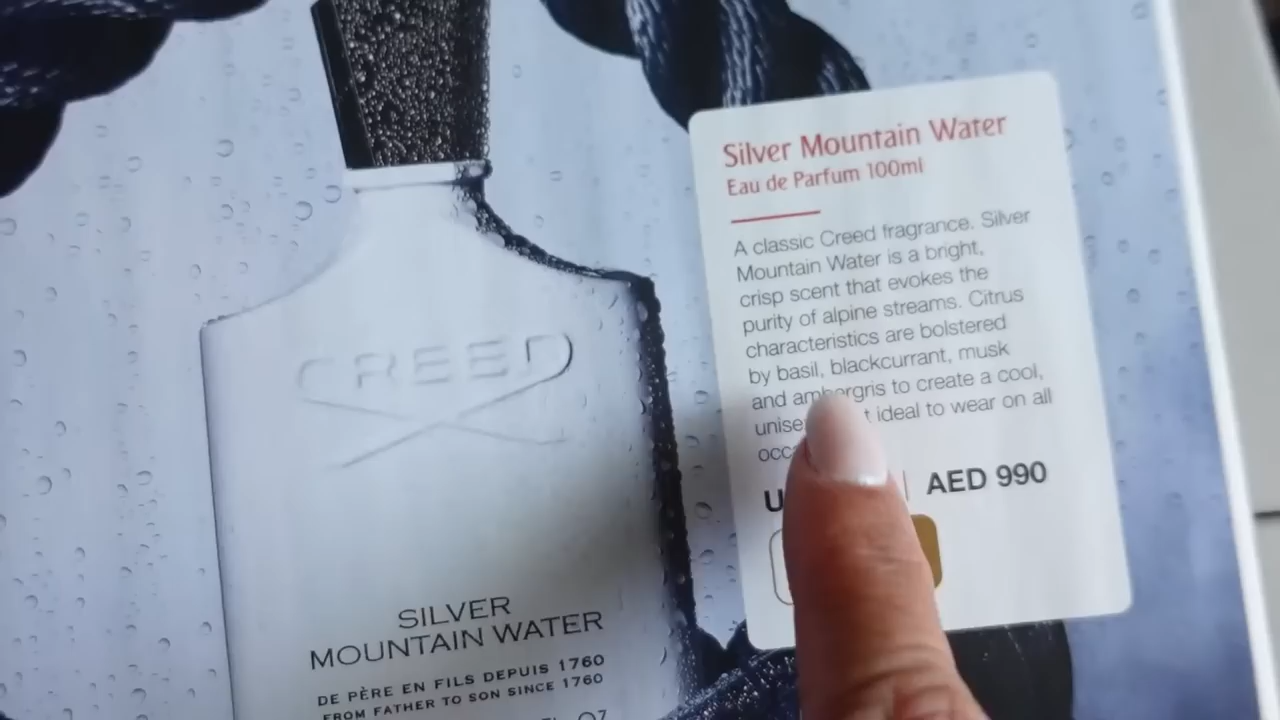 CREED
SILVER
MOUNTAIN WATER
DE PÈRE EN FILS DEPUIS 1760
FROM FATHER TO SON SINCE 1760
Silver Mountain Water
Eau de Parfum 100ml
A classic Creed fragrance. Silver
Mountain Water is a bright,
crisp scent that evokes the
purity of alpine streams. Citrus
characteristics are bolstered
by basil, blackcurrant, musk
and ambergris to create a cool,
ideal to wear on all
AED 990